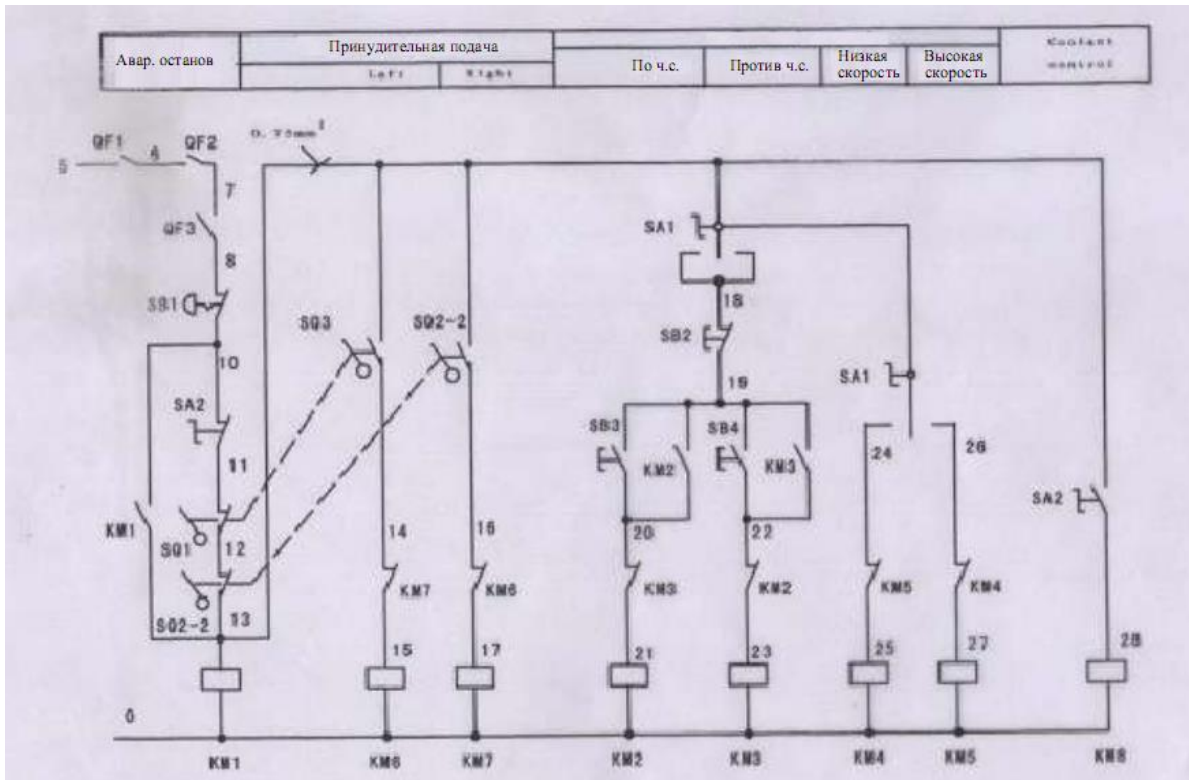 Авар. останов
Принудительная подача
Left
Right
По ч.с.
Против ч.с.
Низкая
скорость
Высокая
скорость
Coolant
control
QF1
QF2
0.75mm²
5
4
7
QF3
8
SA1
SB1
18
SQ3
SQ2-2
SB2
10
19
SA1
SA2
SB3
SB4
KM2
KM3
24
26
11
SA2
KM1
SQ1
12
14
16
20
22
KM7
KM6
KM3
KM2
KM5
KM4
SQ2-2
13
15
17
21
23
25
27
28
0
KM1
KM6
KM7
KM2
KM3
KM4
KM5
KM8